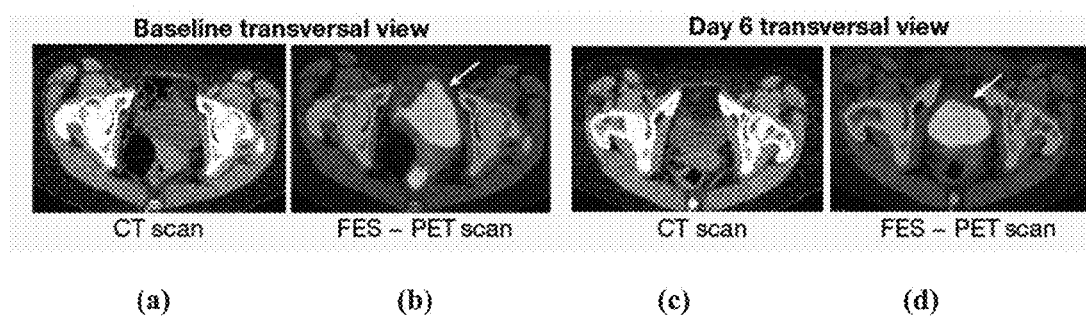 Baseline transversal view
Day 6 transversal view
CT scan
FES – PET scan
CT scan
FES – PET scan
(a)
(b)
(c)
(d)